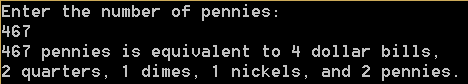 Enter the number of pennies:
467
467 pennies is equivalent to 4 dollar bills,
2 quarters, 1 dimes, 1 nickels, and 2 pennies.